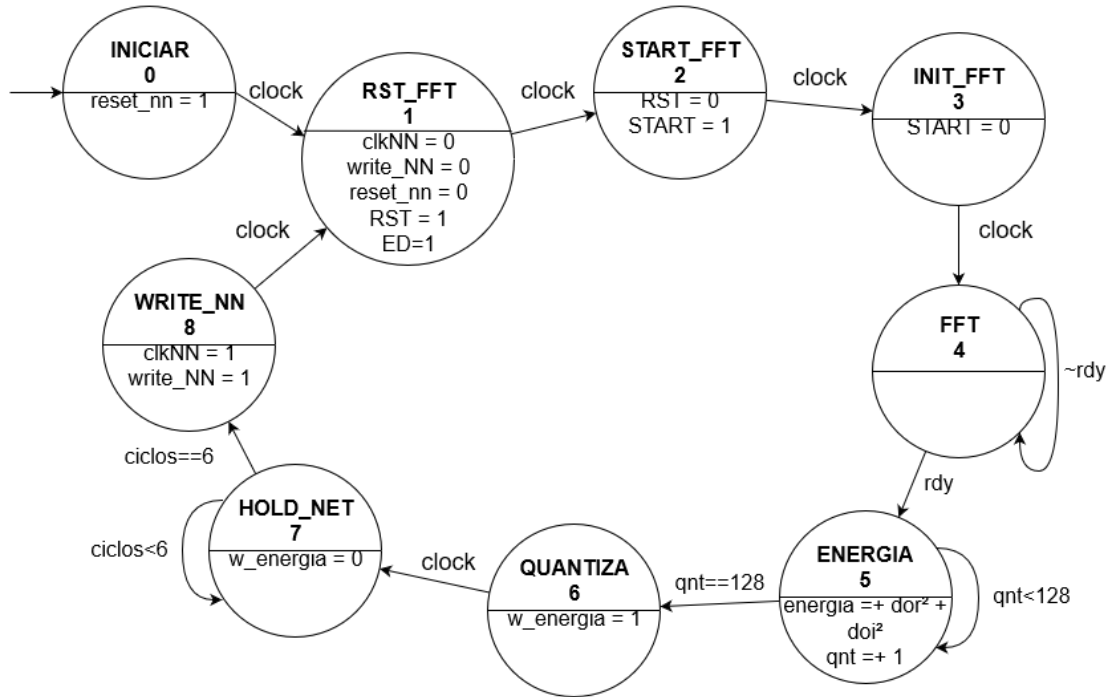 INICIAR
0
reset_nn = 1
clock
RST_FFT
1
clkNN = 0
write_NN = 0
reset_nn = 0
RST = 1
ED=1
clock
START_FFT
2
RST = 0
START = 1
clock
INIT_FFT
3
START = 0
clock
FFT
4
~rdy
rdy
ENERGIA
5
energia =+ dor² +
doi²
qnt =+ 1
qnt<128
qnt==128
QUANTIZA
6
w_energia = 1
clock
HOLD_NET
7
w_energia = 0
ciclos<6
ciclos==6
WRITE_NN
8
clkNN = 1
write_NN = 1
clock